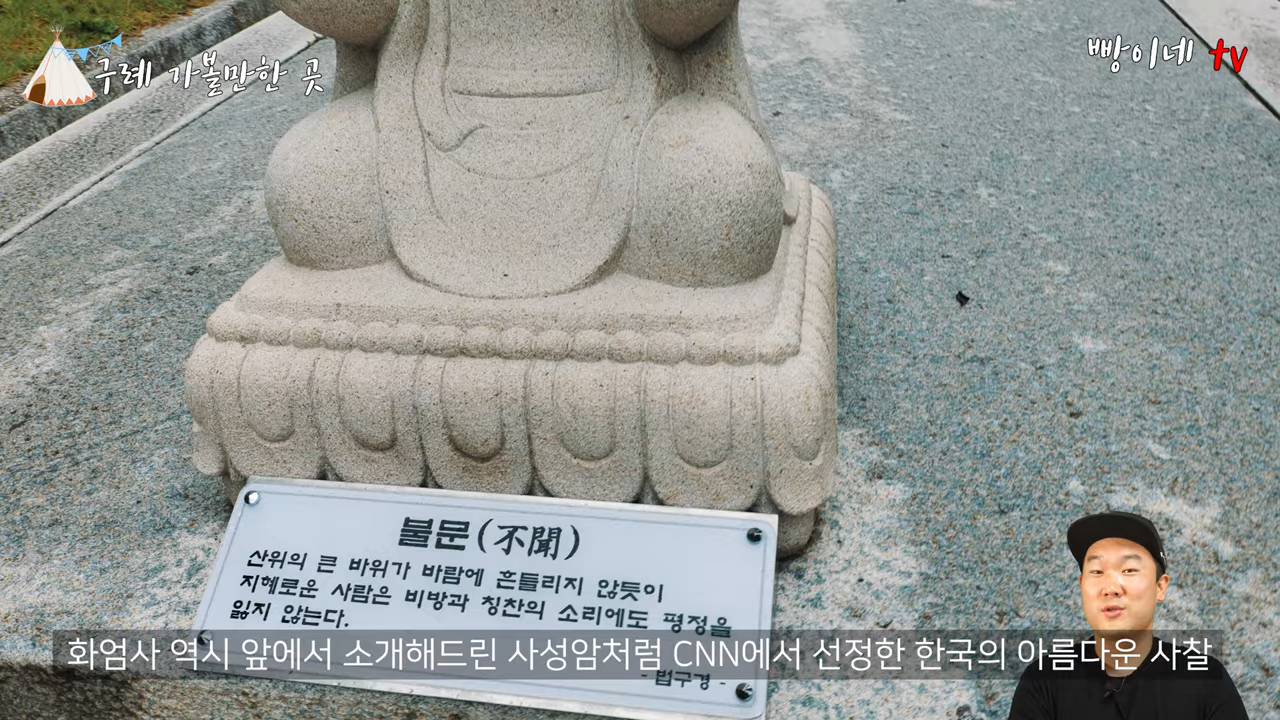 구례 가볼만한 곳
빵이네 tv
불문(不聞)
산위의 큰 바위가 바람에 흔들리지 않듯이
지혜로운 사람은 비방과 칭찬의 소리에도 평정을
잃지 않는다.
화엄사 역시 앞에서 소개해드린 사성암처럼 CNN에서 선정한 한국의 아름다운 사찰
- 법구경 -